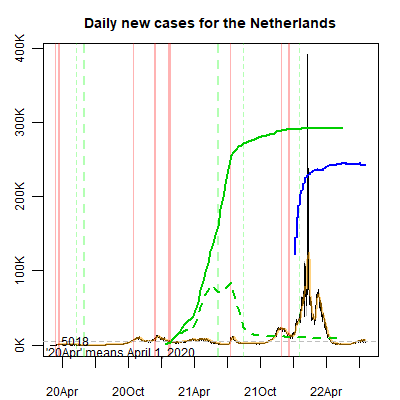 Daily new cases for the Netherlands
400K
300K
200K
100K
0K
5018
'20Apr' means April 1, 2020
20Apr
20Oct
21Apr
21Oct
22Apr